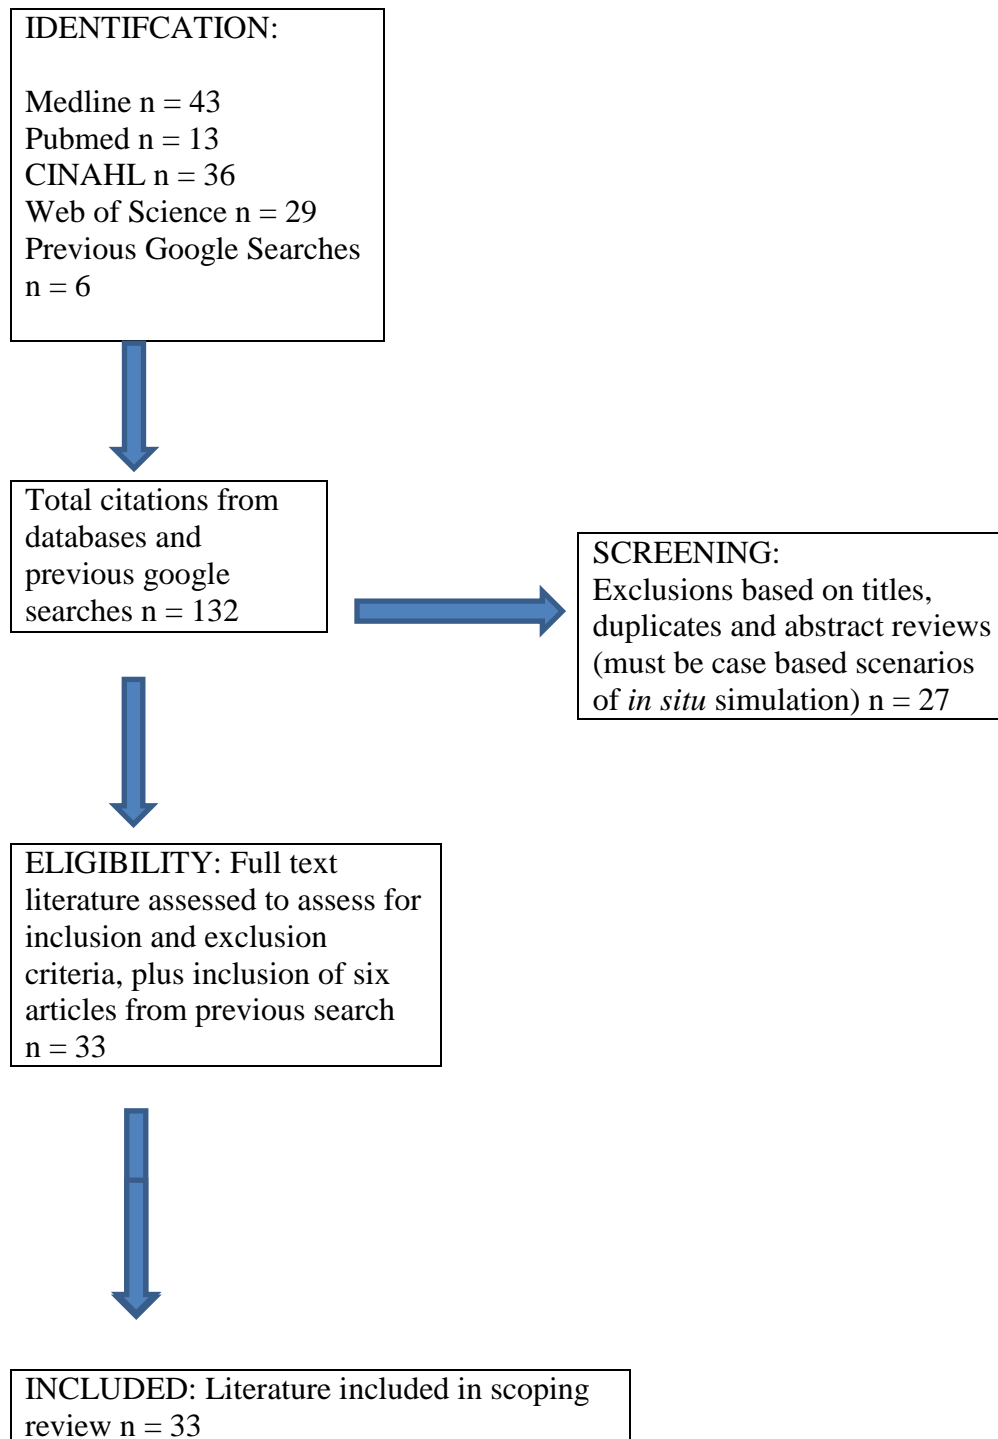 IDENTIFCATION:
Medline n = 43
Pubmed n = 13
CINAHL n = 36
Web of Science n = 29
Previous Google Searches
n = 6
Total citations from
databases and
previous google
searches n = 132
SCREENING:
Exclusions based on titles,
duplicates and abstract reviews
(must be case based scenarios
of in situ simulation) n = 27
ELIGIBILITY: Full text
literature assessed to assess for
inclusion and exclusion
criteria, plus inclusion of six
articles from previous search
n = 33
INCLUDED: Literature included in scoping
review n = 33